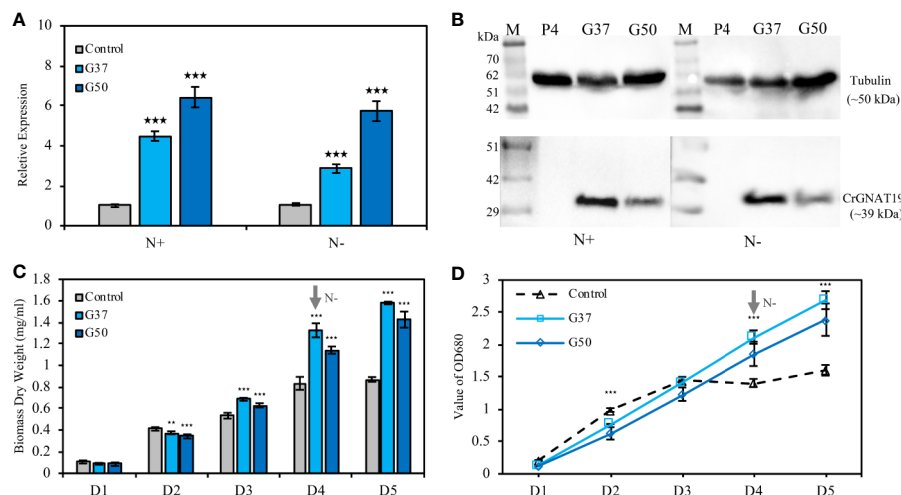 A
Reletive Expression
10
8
6
4
2
0
Control
G37
G50
★★★
★★★
★★★
★★★
N+
N-
B
kDa
M
P4
G37
G50
M
P4
G37
G50
70
62
51
42
Tubulin
(~50 kDa)
51
42
29
CrGNAT19
(~39 kDa)
N+
N-
C
Biomass Dry Weight (mg/ml)
1.8
1.6
1.4
1.2
1.0
0.8
0.6
0.4
0.2
0
Control
G37
G50
N-
** ***
*** ***
*** ***
*** ***
D1
D2
D3
D4
D5
D
Value of OD680
3
2.5
2
1.5
1
0.5
0
Control
G37
G50
N-
***
***
***
D1
D2
D3
D4
D5